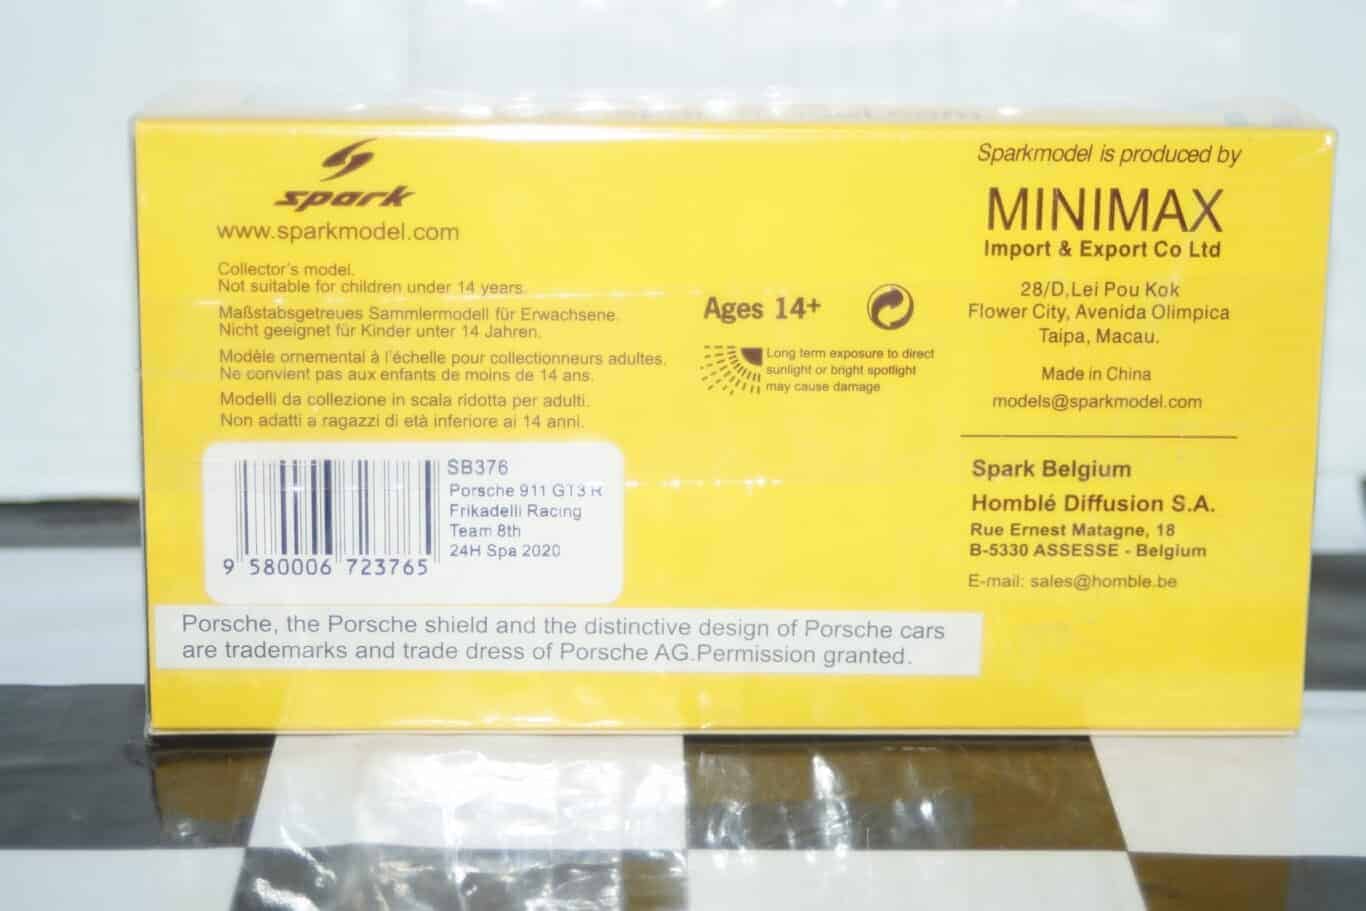 spark
www.sparkmodel.com
Collector's model.
Not suitable for children under 14 years.
Maßstabsgetreues Sammlermodell für Erwachsene.
Nicht geeignet für Kinder unter 14 Jahren.
Modèle ornemental à l'échelle pour collectionneurs adultes.
Ne convient pas aux enfants de moins de 14 ans.
Modelli da collezione in scala ridotta per adulti.
Non adatti a ragazzi di età inferiore ai 14 anni.
Ages 14+
Long term exposure to direct
sunlight or bright spotlight
may cause damage
Sparkmodel is produced by
MINIMAX
Import & Export Co Ltd
28/D,Lei Pou Kok
Flower City, Avenida Olimpica
Taipa, Macau.
Made in China
models@sparkmodel.com
Spark Belgium
Homblé Diffusion S.A.
Rue Ernest Matagne, 18
B-5330 ASSESSE - Belgium
E-mail: sales@homble.be
SB376
Porsche 911 GT3 R
Frikadelli Racing
Team 8th
24H Spa 2020
9 580006 723765
Porsche, the Porsche shield and the distinctive design of Porsche cars
are trademarks and trade dress of Porsche AG.Permission granted.